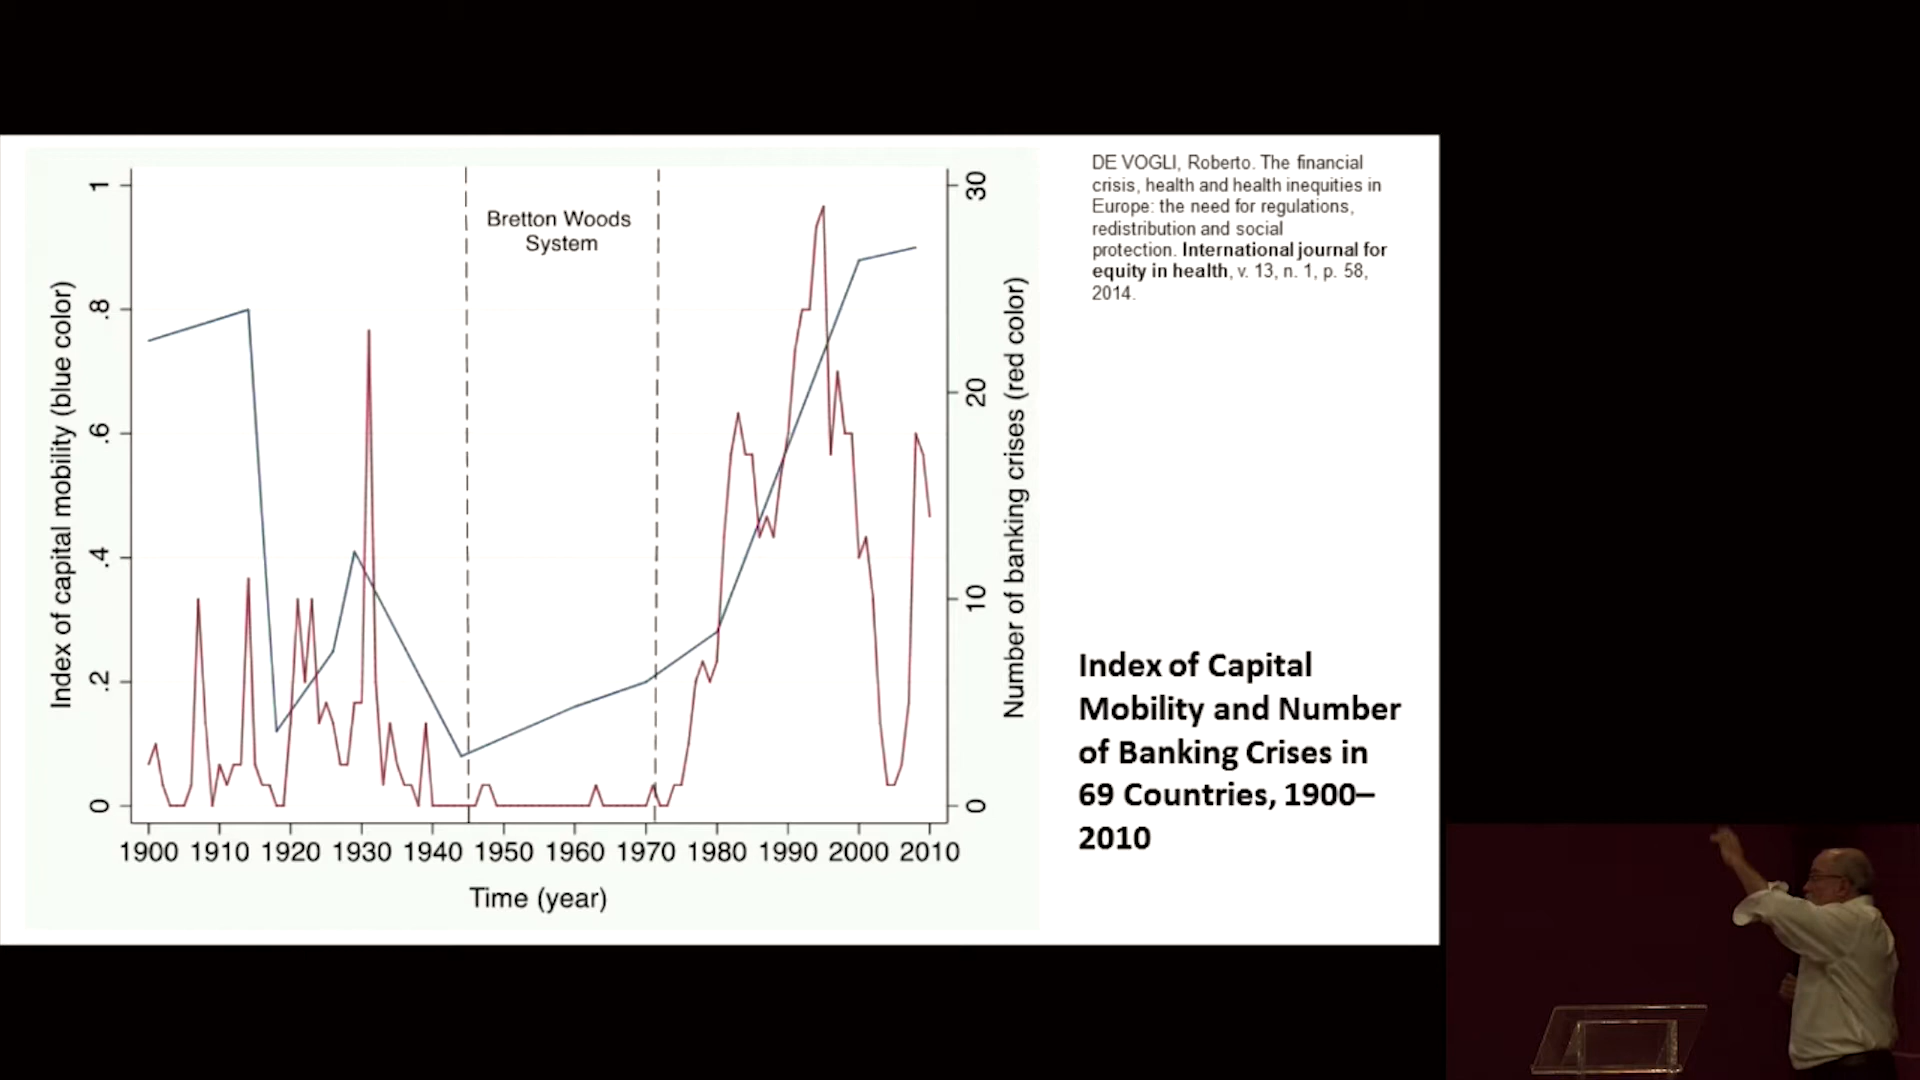 Bretton Woods
System
Index of capital mobility (blue color)
1
.8
.6
.4
.2
0
Number of banking crises (red color)
30
20
10
0
1900 1910 1920 1930 1940 1950 1960 1970 1980 1990 2000 2010
Time (year)
DE VOGLI, Roberto. The financial
crisis, health and health inequities in
Europe: the need for regulations,
redistribution and social
protection. International journal for
equity in health, v. 13, n. 1, p. 58,
2014.
Index of Capital
Mobility and Number
of Banking Crises in
69 Countries, 1900–
2010